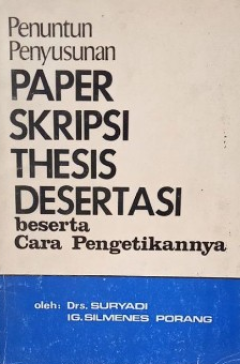 Penuntun
Penyusunan
PAPER
SKRIPSI
THESIS
DESERTASI
beserta
Cara Pengetikannya
oleh: Drs. SURYADI
IG. SILMENES PORANG